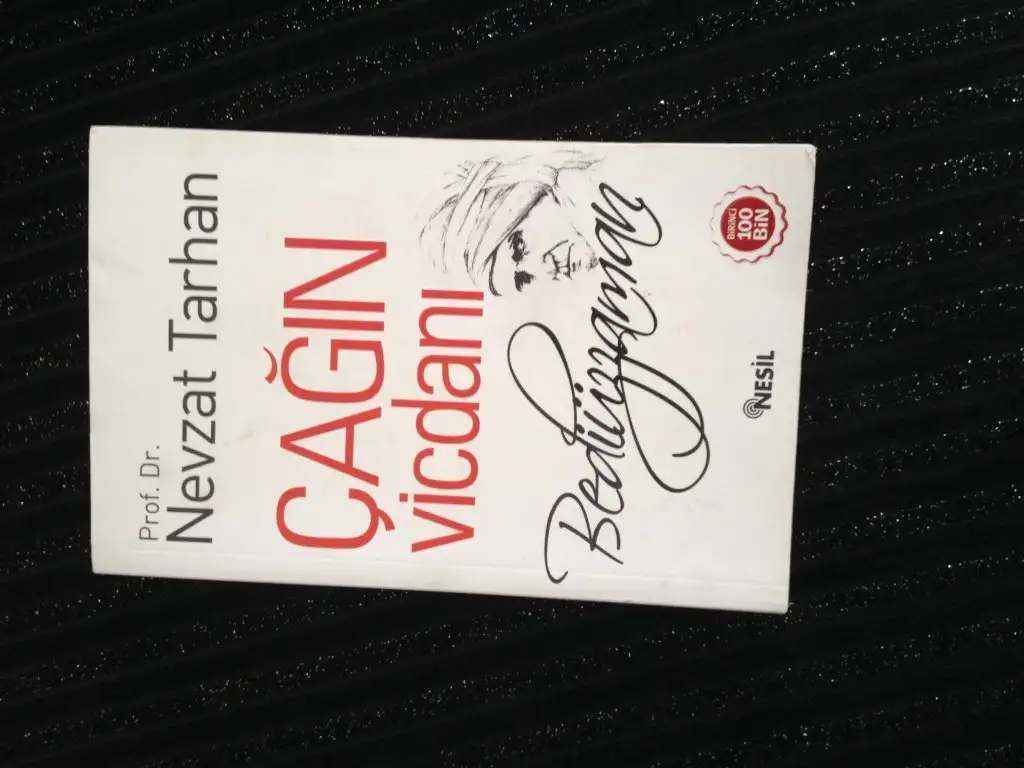 Prof. Dr.
Nevzat Tarhan
ÇAĞIN
vicdanı
Bediüzzaman
NESİL
BİRİNCİ
100
BİN